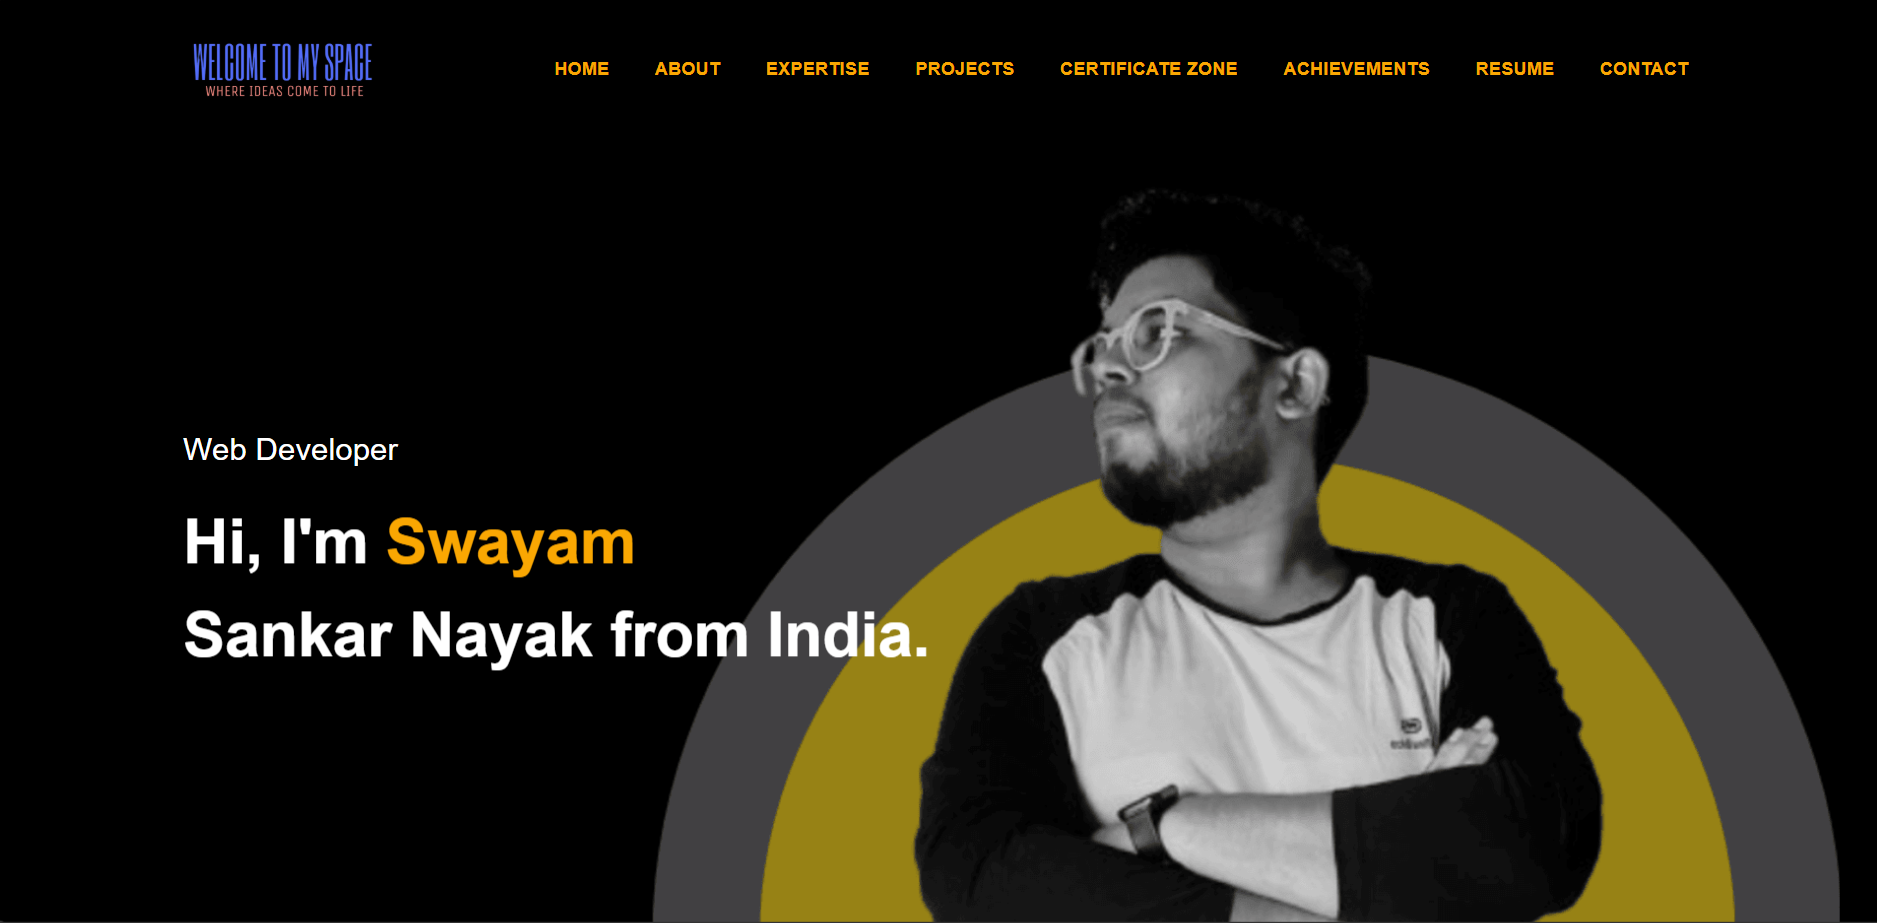 WELCOME TO MY SPACE
WHERE IDEAS COME TO LIFE
HOME ABOUT EXPERTISE PROJECTS CERTIFICATE ZONE ACHIEVEMENTS RESUME CONTACT
Web Developer
Hi, I'm Swayam
Sankar Nayak from India.